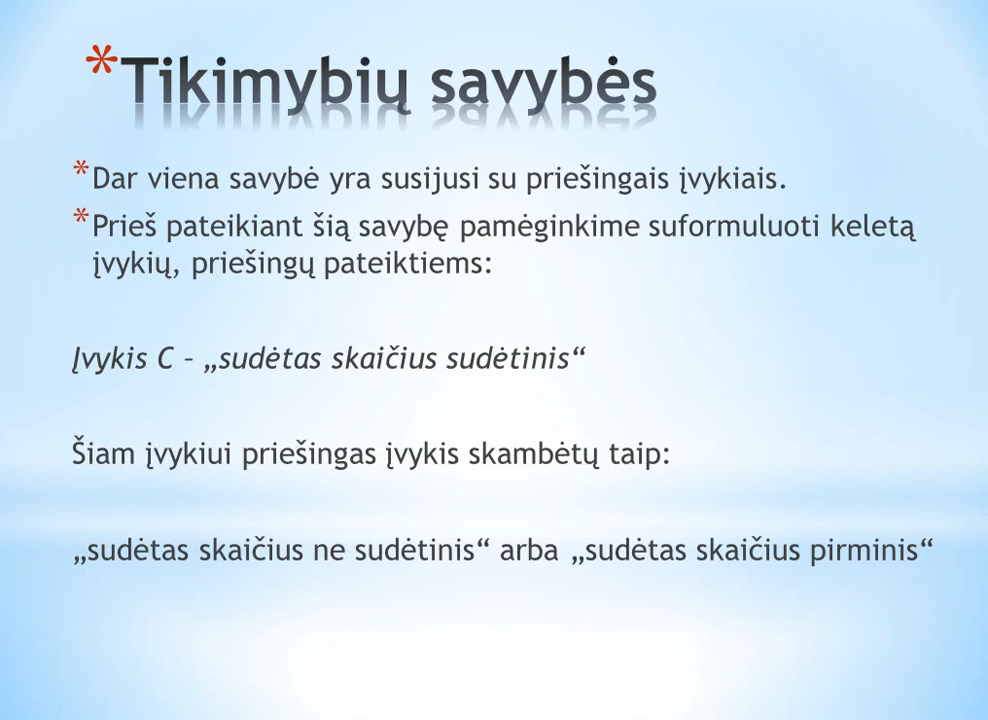 *Tikimybių savybės
*Dar viena savybė yra susijusi su priešingais įvykiais.
*Prieš pateikiant šią savybę pamėginkime suformuluoti keletą
įvykių, priešingų pateiktiems:
Įvykis C – „sudėtas skaičius sudėtinis“
Šiam įvykiui priešingas įvykis skambėtų taip:
„sudėtas skaičius ne sudėtinis“ arba „sudėtas skaičius pirminis“